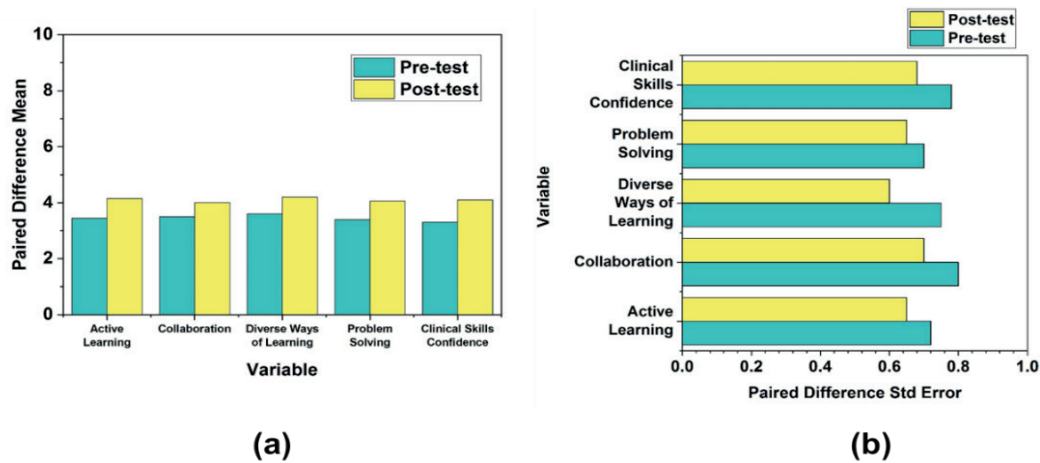 10
8
6
4
2
0
Paired Difference Mean
Pre-test
Post-test
Active
Learning
Collaboration
Diverse Ways
of Learning
Problem
Solving
Clinical Skills
Confidence
Variable
(a)
Post-test
Pre-test
Variable
Clinical
Skills
Confidence
Problem
Solving
Diverse
Ways of
Learning
Collaboration
Active
Learning
0.0 0.2 0.4 0.6 0.8 1.0
Paired Difference Std Error
(b)